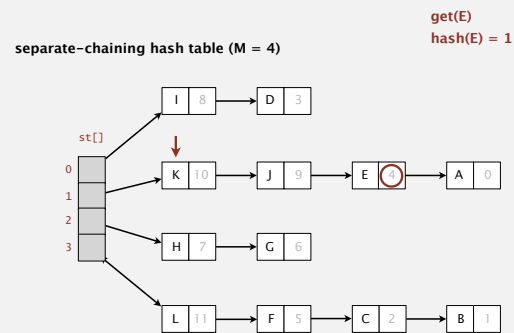 get(E)
hash(E) = 1
separate-chaining hash table (M = 4)
I 8 D 3
st[]
0
K 10 J 9 E 4 A 0
1
2
H 7 G 6
3
L 11 F 5 C 2 B 1